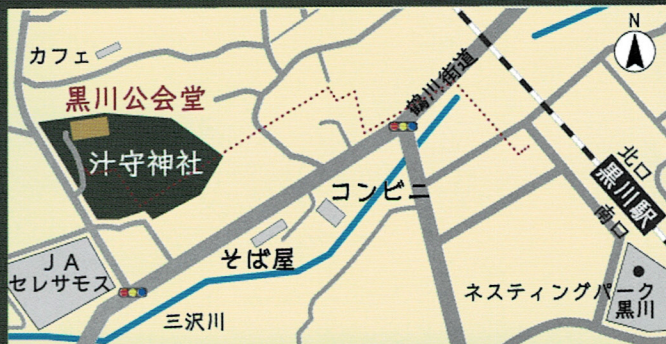 カフェ
黒川公会堂
汁守神社
鶴川街道
N
北口
黒川駅
南口
コンビニ
そば屋
JA
セレサモス
三沢川
ネスティングパーク
黒川